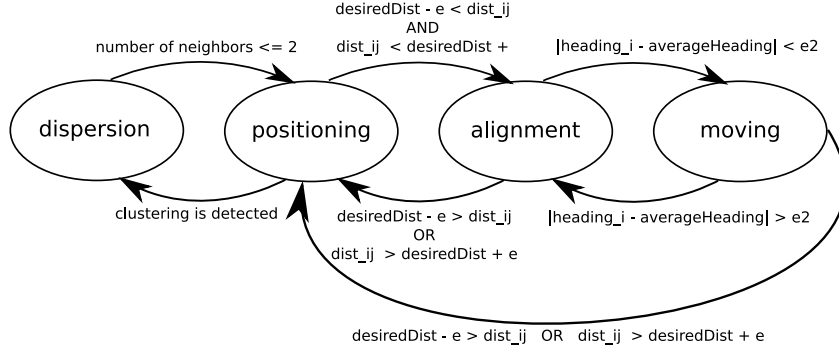 desiredDist - e < dist_ij
AND
dist_ij < desiredDist +
number of neighbors <= 2
|heading_i - averageHeading| < e2
dispersion
positioning
alignment
moving
clustering is detected
desiredDist - e > dist_ij
OR
dist_ij > desiredDist + e
|heading_i - averageHeading| > e2
desiredDist - e > dist_ij OR dist_ij > desiredDist + e